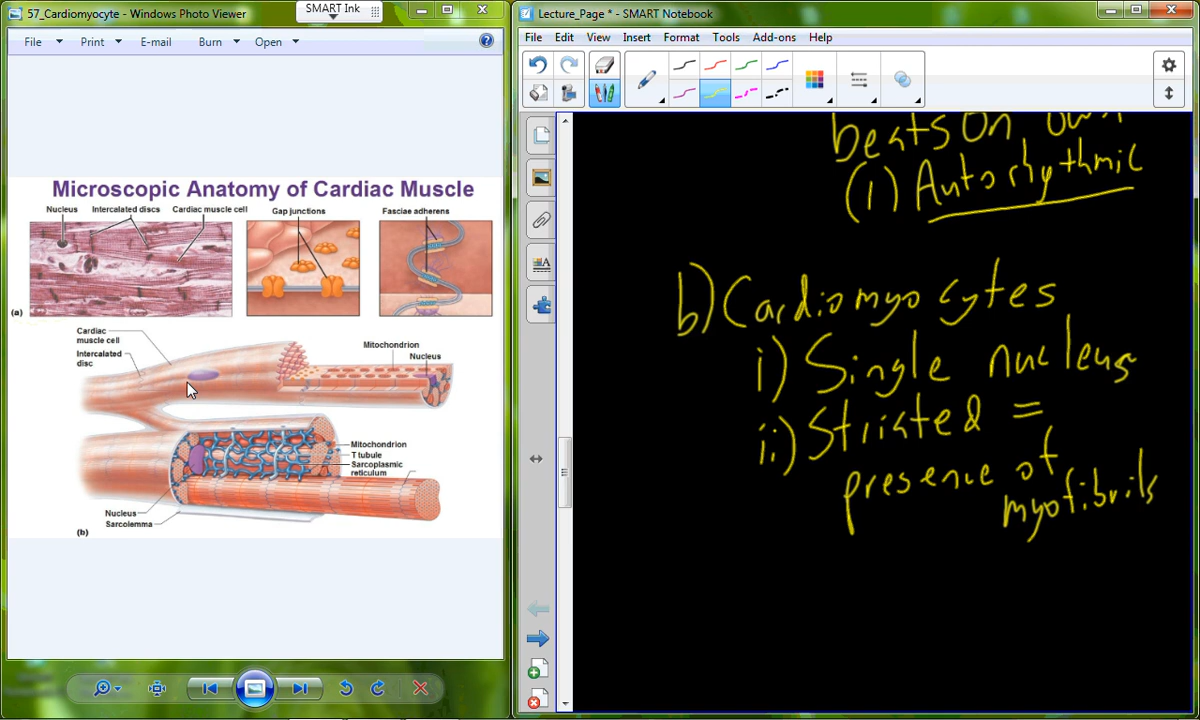 57_Cardiomyocyte - Windows Photo Viewer
SMART Ink
File Print E-mail Burn Open
Microscopic Anatomy of Cardiac Muscle
Nucleus Intercalated discs Cardiac muscle cell Gap junctions Fasciae adherens
(a)
Cardiac
muscle cell
Intercalated
disc
Mitochondrion
Nucleus
Mitochondrion
T tubule
Sarcoplasmic
reticulum
Nucleus
Sarcolemma
(b)
Lecture_Page * - SMART Notebook
File Edit View Insert Format Tools Add-ons Help
beats On own
(1) Autorhythmic
b) Cardiomyocytes
i) Single nucleus
ii) Striated =
presence of
myofibrils